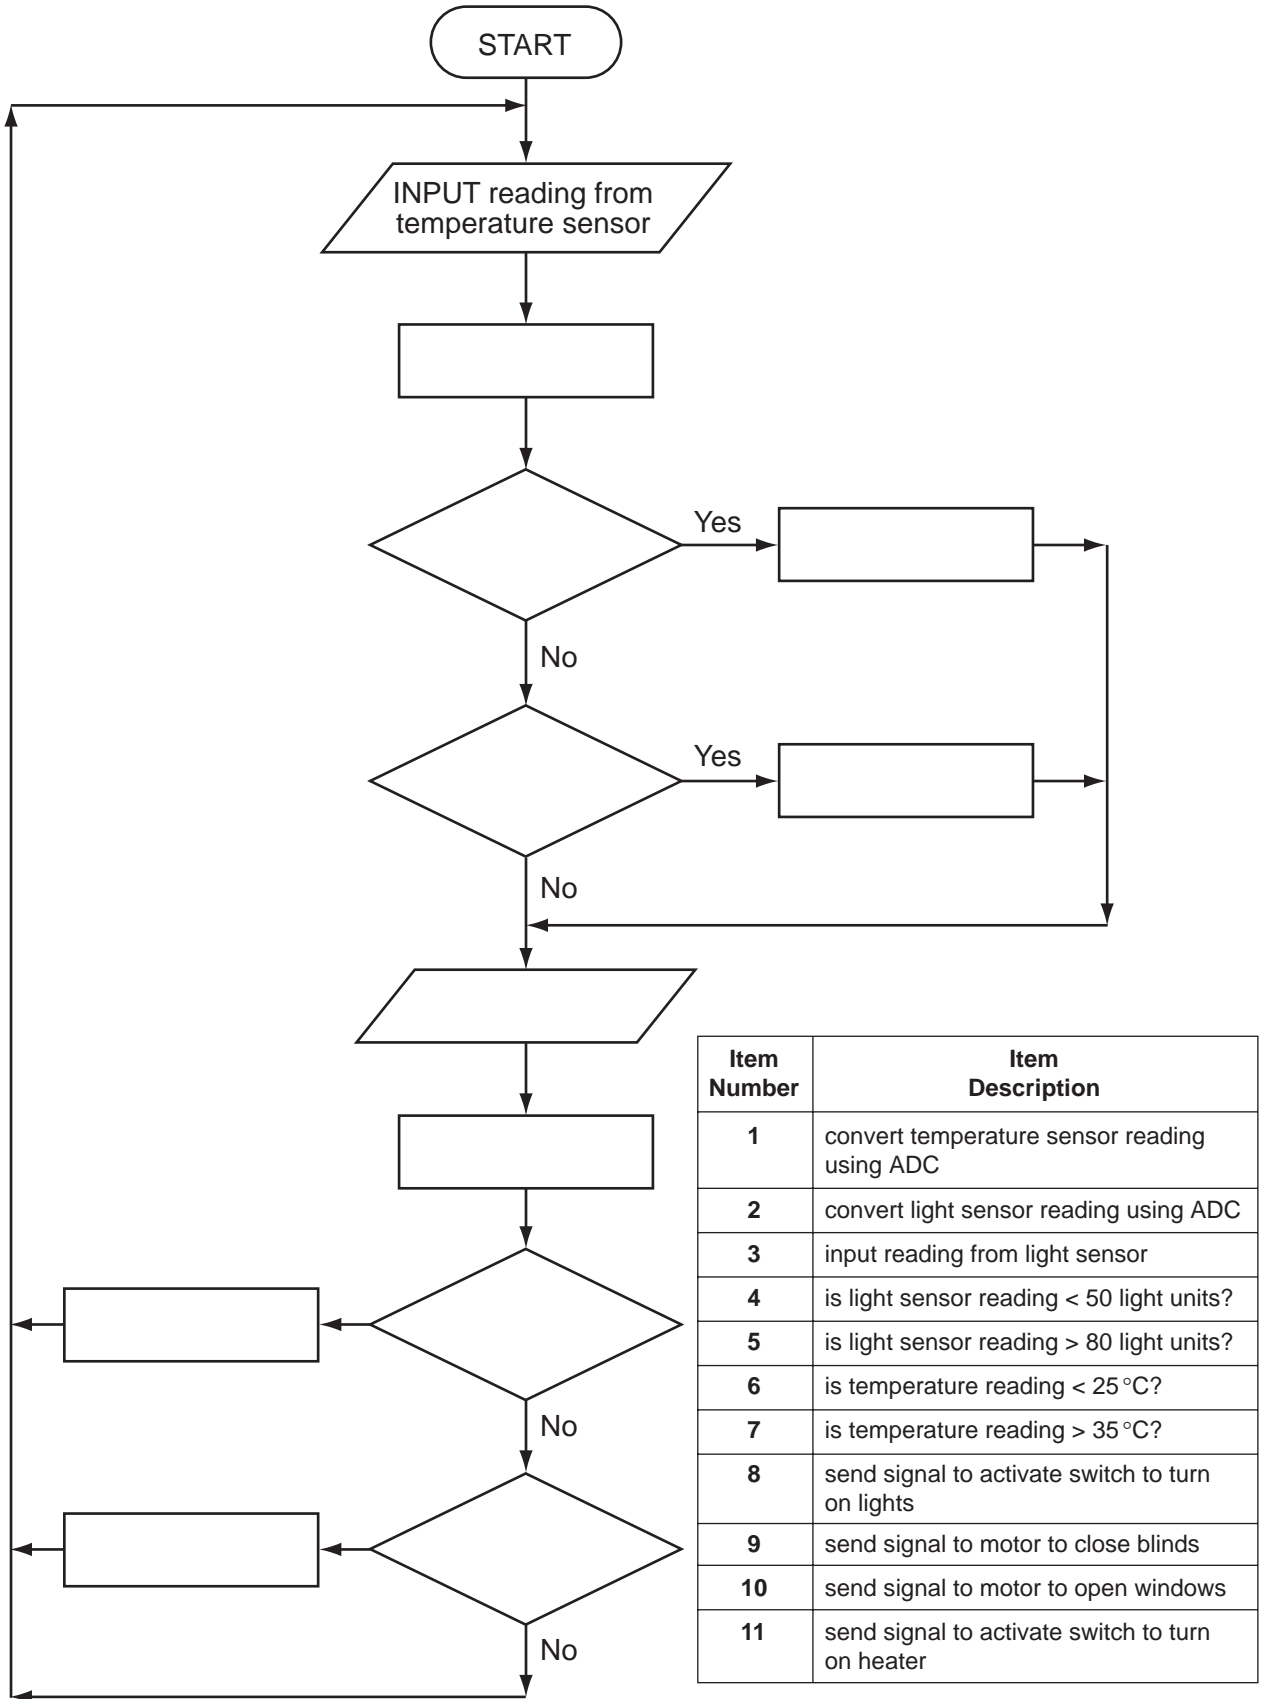 START
INPUT reading from
temperature sensor
Yes
No
Yes
No
Item
Number
Item
Description
1
convert temperature sensor reading
using ADC
2
convert light sensor reading using ADC
3
input reading from light sensor
4
is light sensor reading < 50 light units?
5
is light sensor reading > 80 light units?
6
is temperature reading < 25 °C?
7
is temperature reading > 35 °C?
8
send signal to activate switch to turn
on lights
9
send signal to motor to close blinds
10
send signal to motor to open windows
11
send signal to activate switch to turn
on heater
No
No